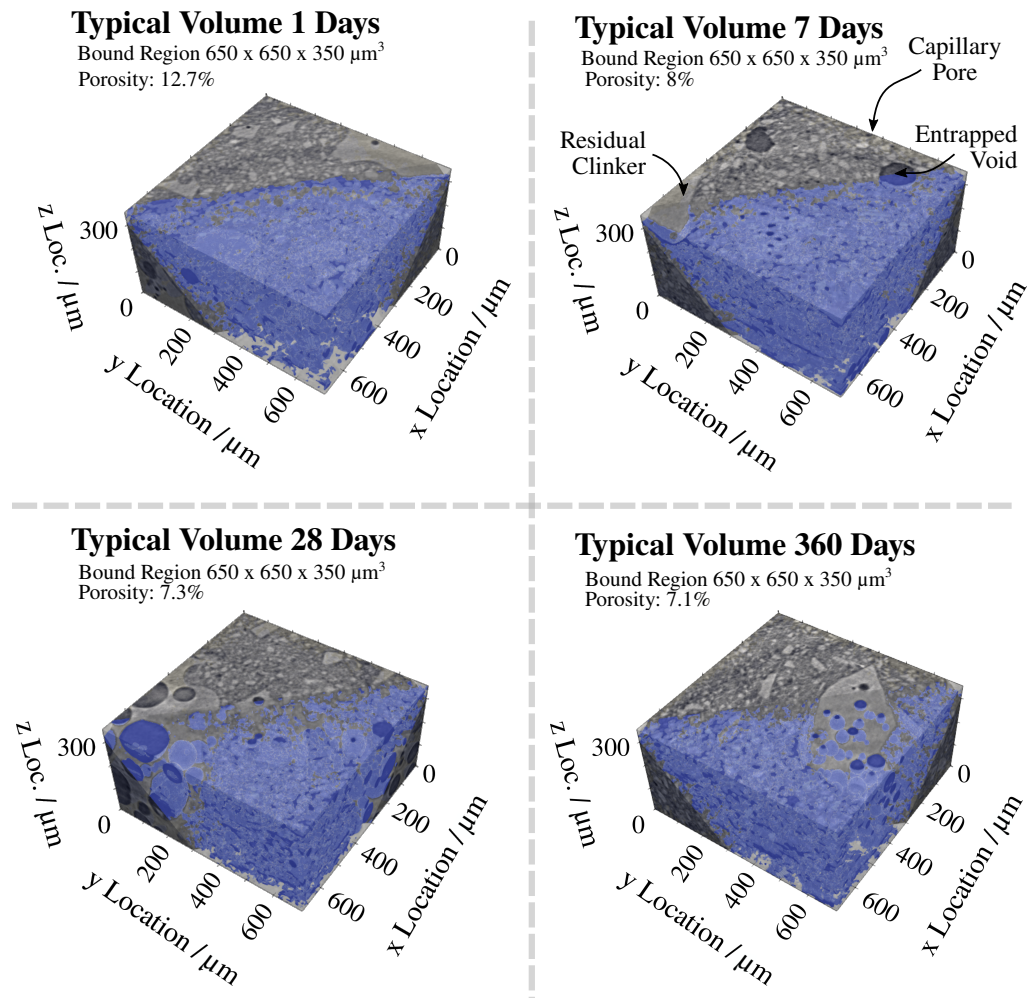 Typical Volume 1 Days
Bound Region 650 x 650 x 350 µm³
Porosity: 12.7%
z Loc. / µm
300
0
200
400
600
y Location / µm
0
200
400
600
x Location / µm
Typical Volume 7 Days
Bound Region 650 x 650 x 350 µm³
Porosity: 8%
Capillary
Pore
Residual
Clinker
Entrapped
Void
z Loc. / µm
300
0
200
400
600
y Location / µm
0
200
400
600
x Location / µm
Typical Volume 28 Days
Bound Region 650 x 650 x 350 µm³
Porosity: 7.3%
z Loc. / µm
300
0
200
400
600
y Location / µm
0
200
400
600
x Location / µm
Typical Volume 360 Days
Bound Region 650 x 650 x 350 µm³
Porosity: 7.1%
z Loc. / µm
300
0
200
400
600
y Location / µm
0
200
400
600
x Location / µm